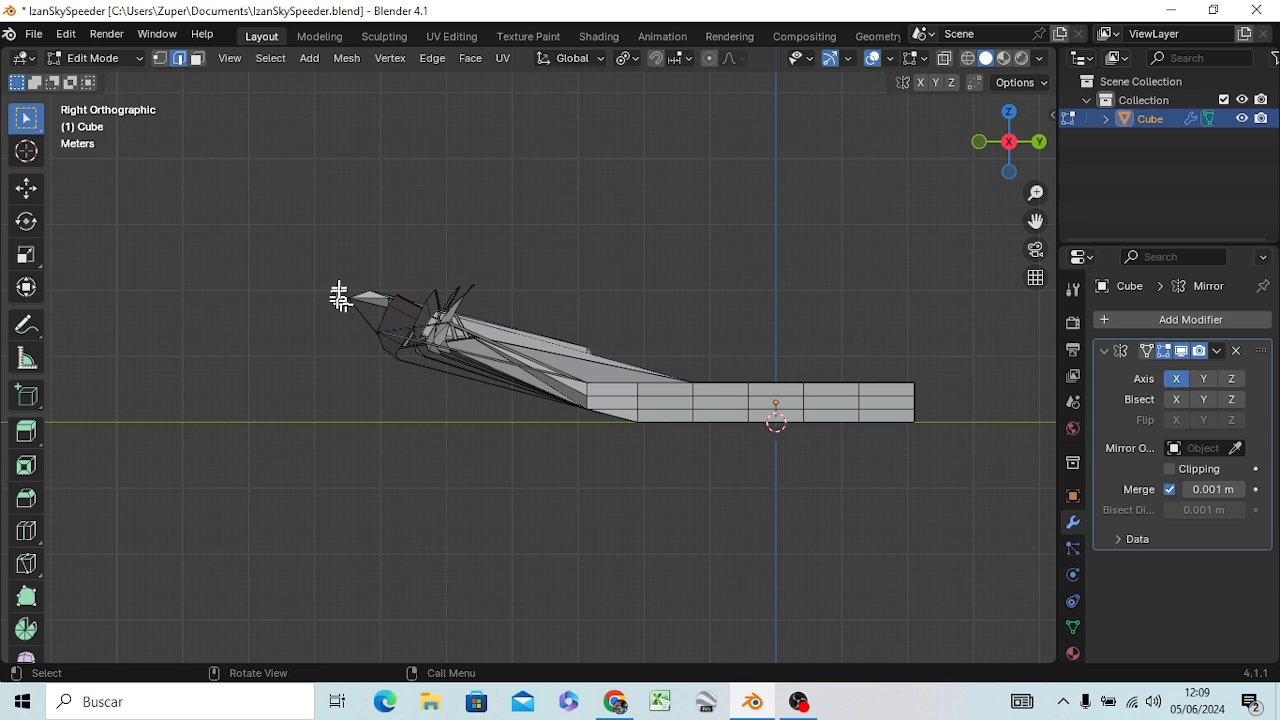 * IzanSkySpeeder [C:\Users\Zuper\Documents\IzanSkySpeeder.blend] - Blender 4.1
File Edit Render Window Help Layout Modeling Sculpting UV Editing Texture Paint Shading Animation Rendering Compositing Geometr Scene ViewLayer
Edit Mode View Select Add Mesh Vertex Edge Face UV Global Search
X Y Z Options
Scene Collection
Collection
Cube
Right Orthographic
(1) Cube
Meters
Z
X
Y
Search
Cube > Mirror
Add Modifier
Axis X Y Z
Bisect X Y Z
Flip X Y Z
Mirror O... Object
Clipping
Merge 0.001 m
Bisect Di... 0.001 m
Data
Select Rotate View Call Menu 4.1.1
Buscar
12:09
05/06/2024
2